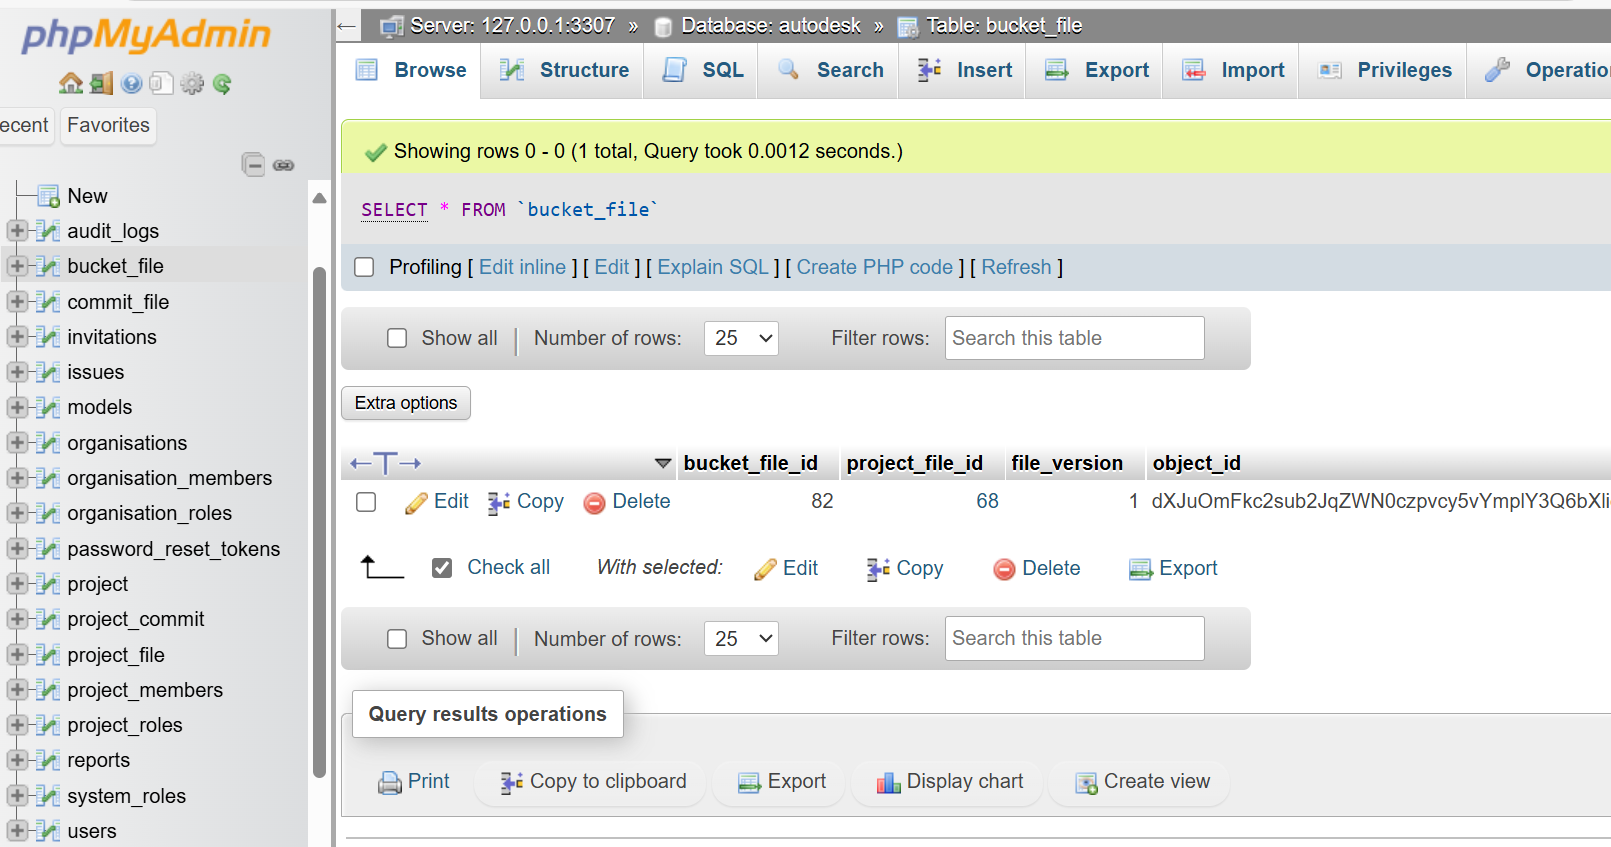 phpMyAdmin
ecent
Favorites
New
audit_logs
bucket_file
commit_file
invitations
issues
models
organisations
organisation_members
organisation_roles
password_reset_tokens
project
project_commit
project_file
project_members
project_roles
reports
system_roles
users
Server: 127.0.0.1:3307 » Database: autodesk » Table: bucket_file
Browse Structure SQL Search Insert Export Import Privileges Operatio
Showing rows 0 - 0 (1 total, Query took 0.0012 seconds.)
SELECT * FROM `bucket_file`
Profiling [ Edit inline ] [ Edit ] [ Explain SQL ] [ Create PHP code ] [ Refresh ]
Show all | Number of rows: 25 Filter rows: Search this table
Extra options
←T→ bucket_file_id project_file_id file_version object_id
Edit Copy Delete 82 68 1 dXJuOmFkc2sub2JqZWN0czpvcy5vYmplY3Q6bXli
Check all With selected: Edit Copy Delete Export
Show all | Number of rows: 25 Filter rows: Search this table
Query results operations
Print Copy to clipboard Export Display chart Create view